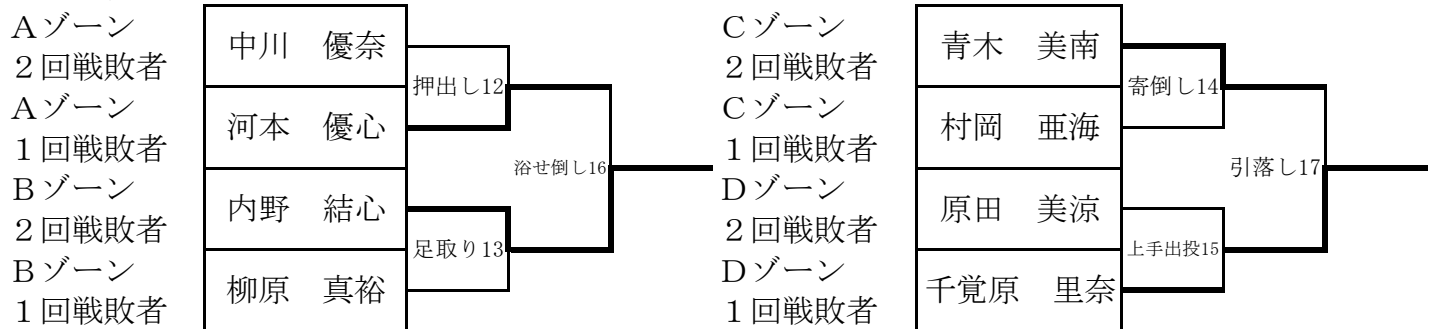 Aゾーン
2回戦敗者
Aゾーン
1回戦敗者
Bゾーン
2回戦敗者
Bゾーン
1回戦敗者
中川　優奈
河本　優心
内野　結心
柳原　真裕
押出し12
足取り13
浴せ倒し16
Cゾーン
2回戦敗者
Cゾーン
1回戦敗者
Dゾーン
2回戦敗者
Dゾーン
1回戦敗者
青木　美南
村岡　亜海
原田　美涼
千覚原　里奈
寄倒し14
上手出投15
引落し17